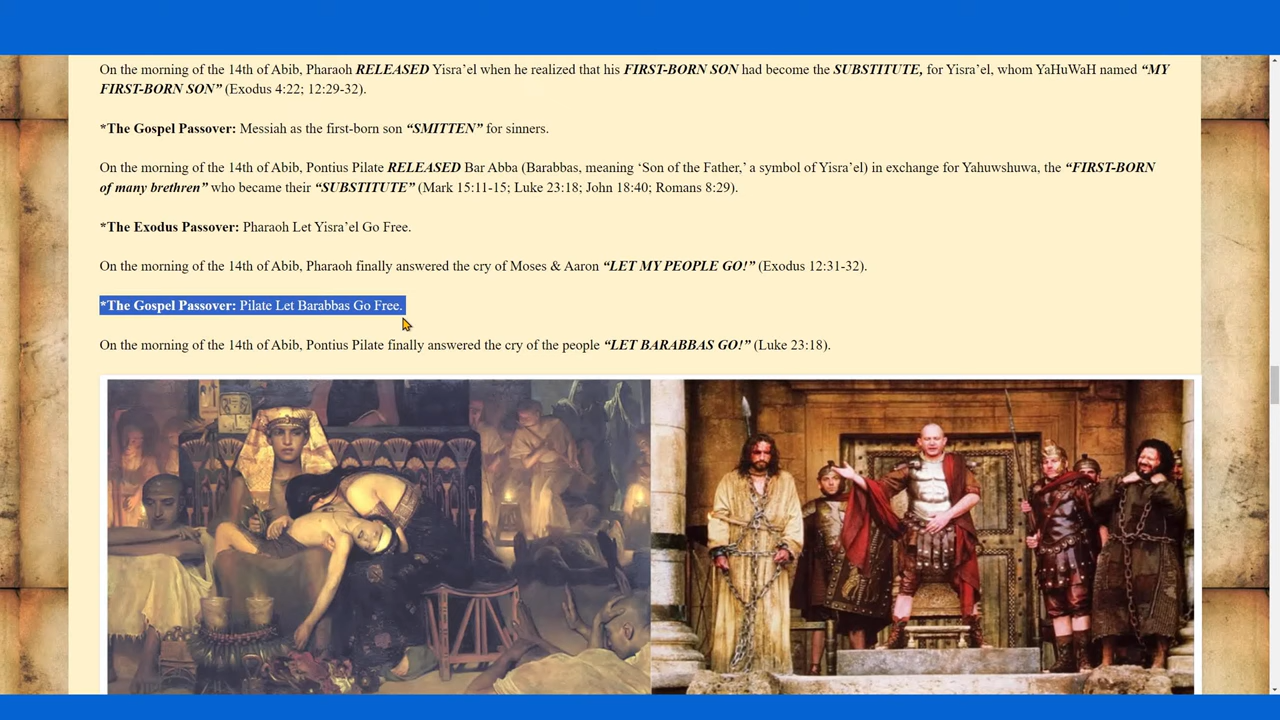 On the morning of the 14th of Abib, Pharaoh RELEASED Yisra’el when he realized that his FIRST-BORN SON had become the SUBSTITUTE, for Yisra’el, whom YaHuWaH named “MY
FIRST-BORN SON” (Exodus 4:22; 12:29-32).
*The Gospel Passover: Messiah as the first-born son “SMITTEN” for sinners.
On the morning of the 14th of Abib, Pontius Pilate RELEASED Bar Abba (Barabbas, meaning ‘Son of the Father,’ a symbol of Yisra’el) in exchange for Yahuwshuwa, the “FIRST-BORN
of many brethren” who became their “SUBSTITUTE” (Mark 15:11-15; Luke 23:18; John 18:40; Romans 8:29).
*The Exodus Passover: Pharaoh Let Yisra’el Go Free.
On the morning of the 14th of Abib, Pharaoh finally answered the cry of Moses & Aaron “LET MY PEOPLE GO!” (Exodus 12:31-32).
*The Gospel Passover: Pilate Let Barabbas Go Free.
On the morning of the 14th of Abib, Pontius Pilate finally answered the cry of the people “LET BARABBAS GO!” (Luke 23:18).